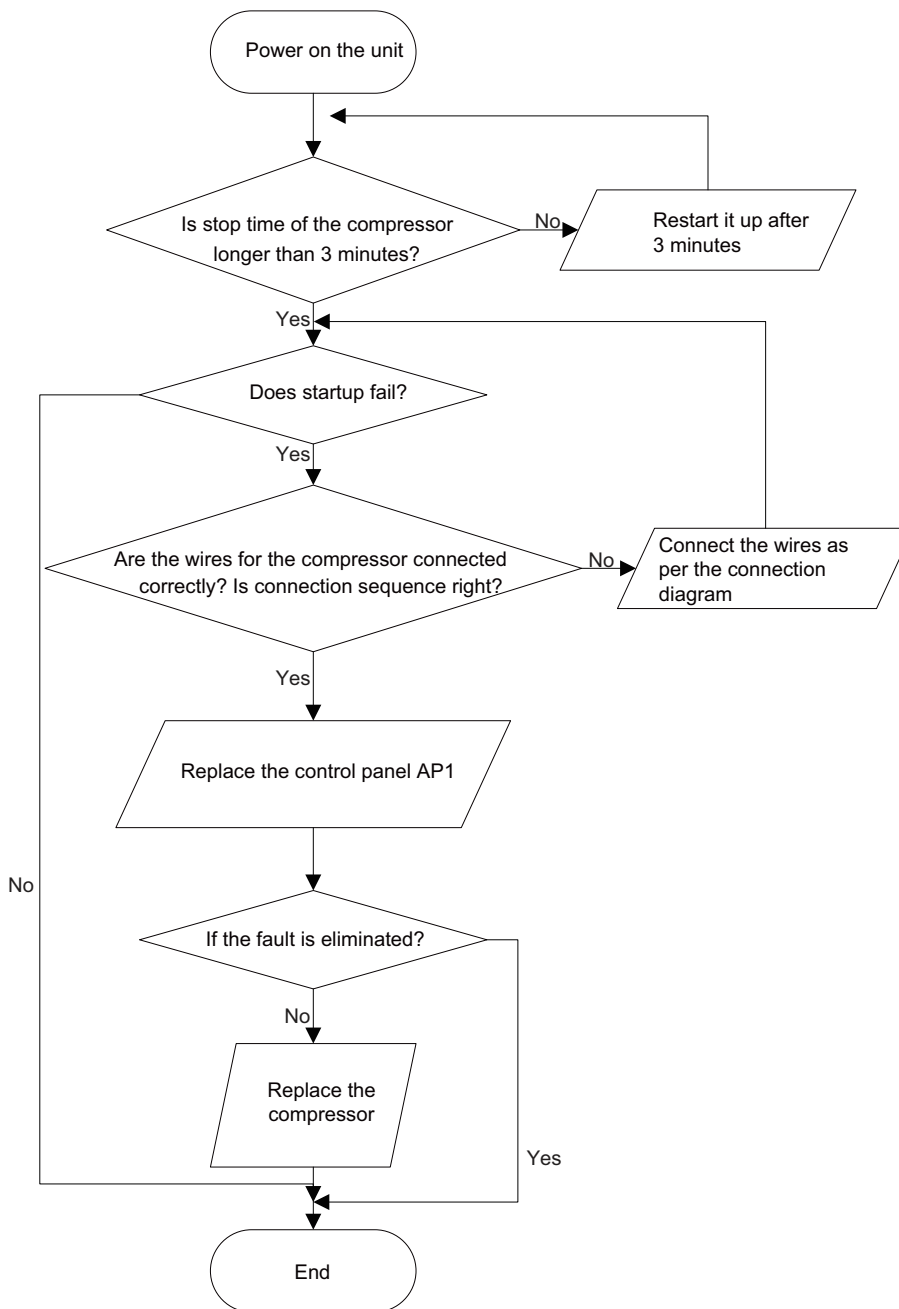 Power on the unit
Is stop time of the compressor
longer than 3 minutes?
No
Restart it up after
3 minutes
Yes
Does startup fail?
Yes
Are the wires for the compressor connected
correctly? Is connection sequence right?
No
Connect the wires as
per the connection
diagram
Yes
Replace the control panel AP1
No
If the fault is eliminated?
No
Replace the
compressor
Yes
End